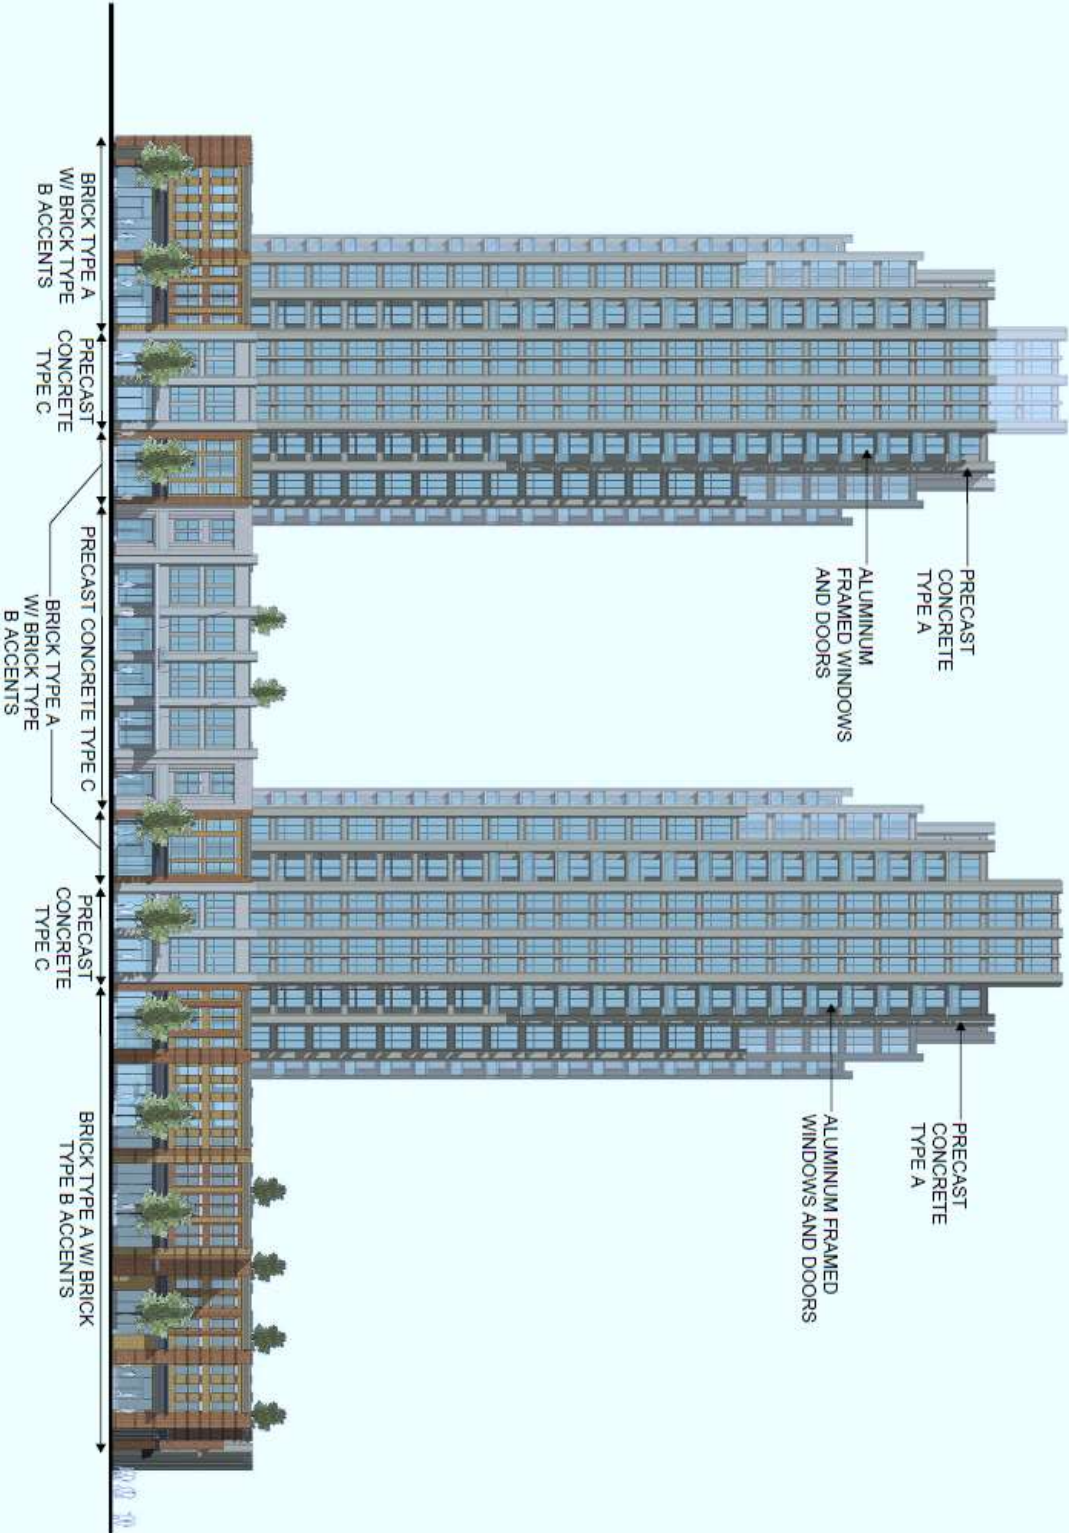 PRECAST
CONCRETE
TYPE A
ALUMINUM
FRAMED WINDOWS
AND DOORS
PRECAST
CONCRETE
TYPE A
ALUMINUM FRAMED
WINDOWS AND DOORS
BRICK TYPE A
W/ BRICK TYPE
B ACCENTS
PRECAST
CONCRETE
TYPE C
PRECAST CONCRETE TYPE C
BRICK TYPE A
W/ BRICK TYPE
B ACCENTS
PRECAST
CONCRETE
TYPE C
BRICK TYPE A W/ BRICK
TYPE B ACCENTS